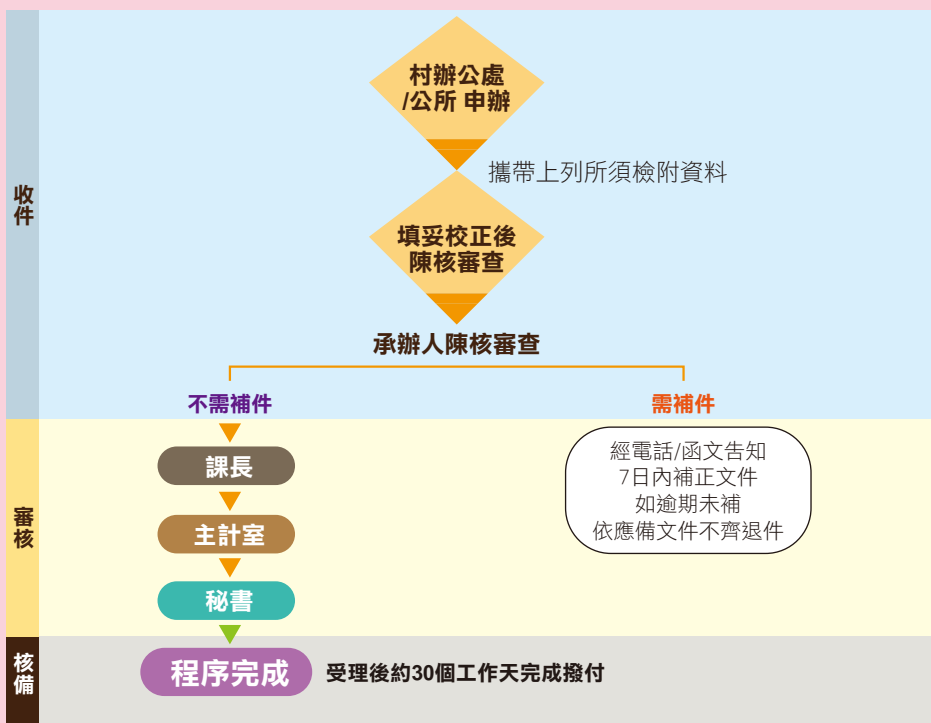 收件
村辦公處
/公所 申辦
攜帶上列所須檢附資料
填妥校正後
陳核審查
承辦人陳核審查
不需補件
需補件
審核
課長
主計室
秘書
經電話/函文告知
7日內補正文件
如逾期未補
依應備文件不齊退件
核備
程序完成
受理後約30個工作天完成撥付